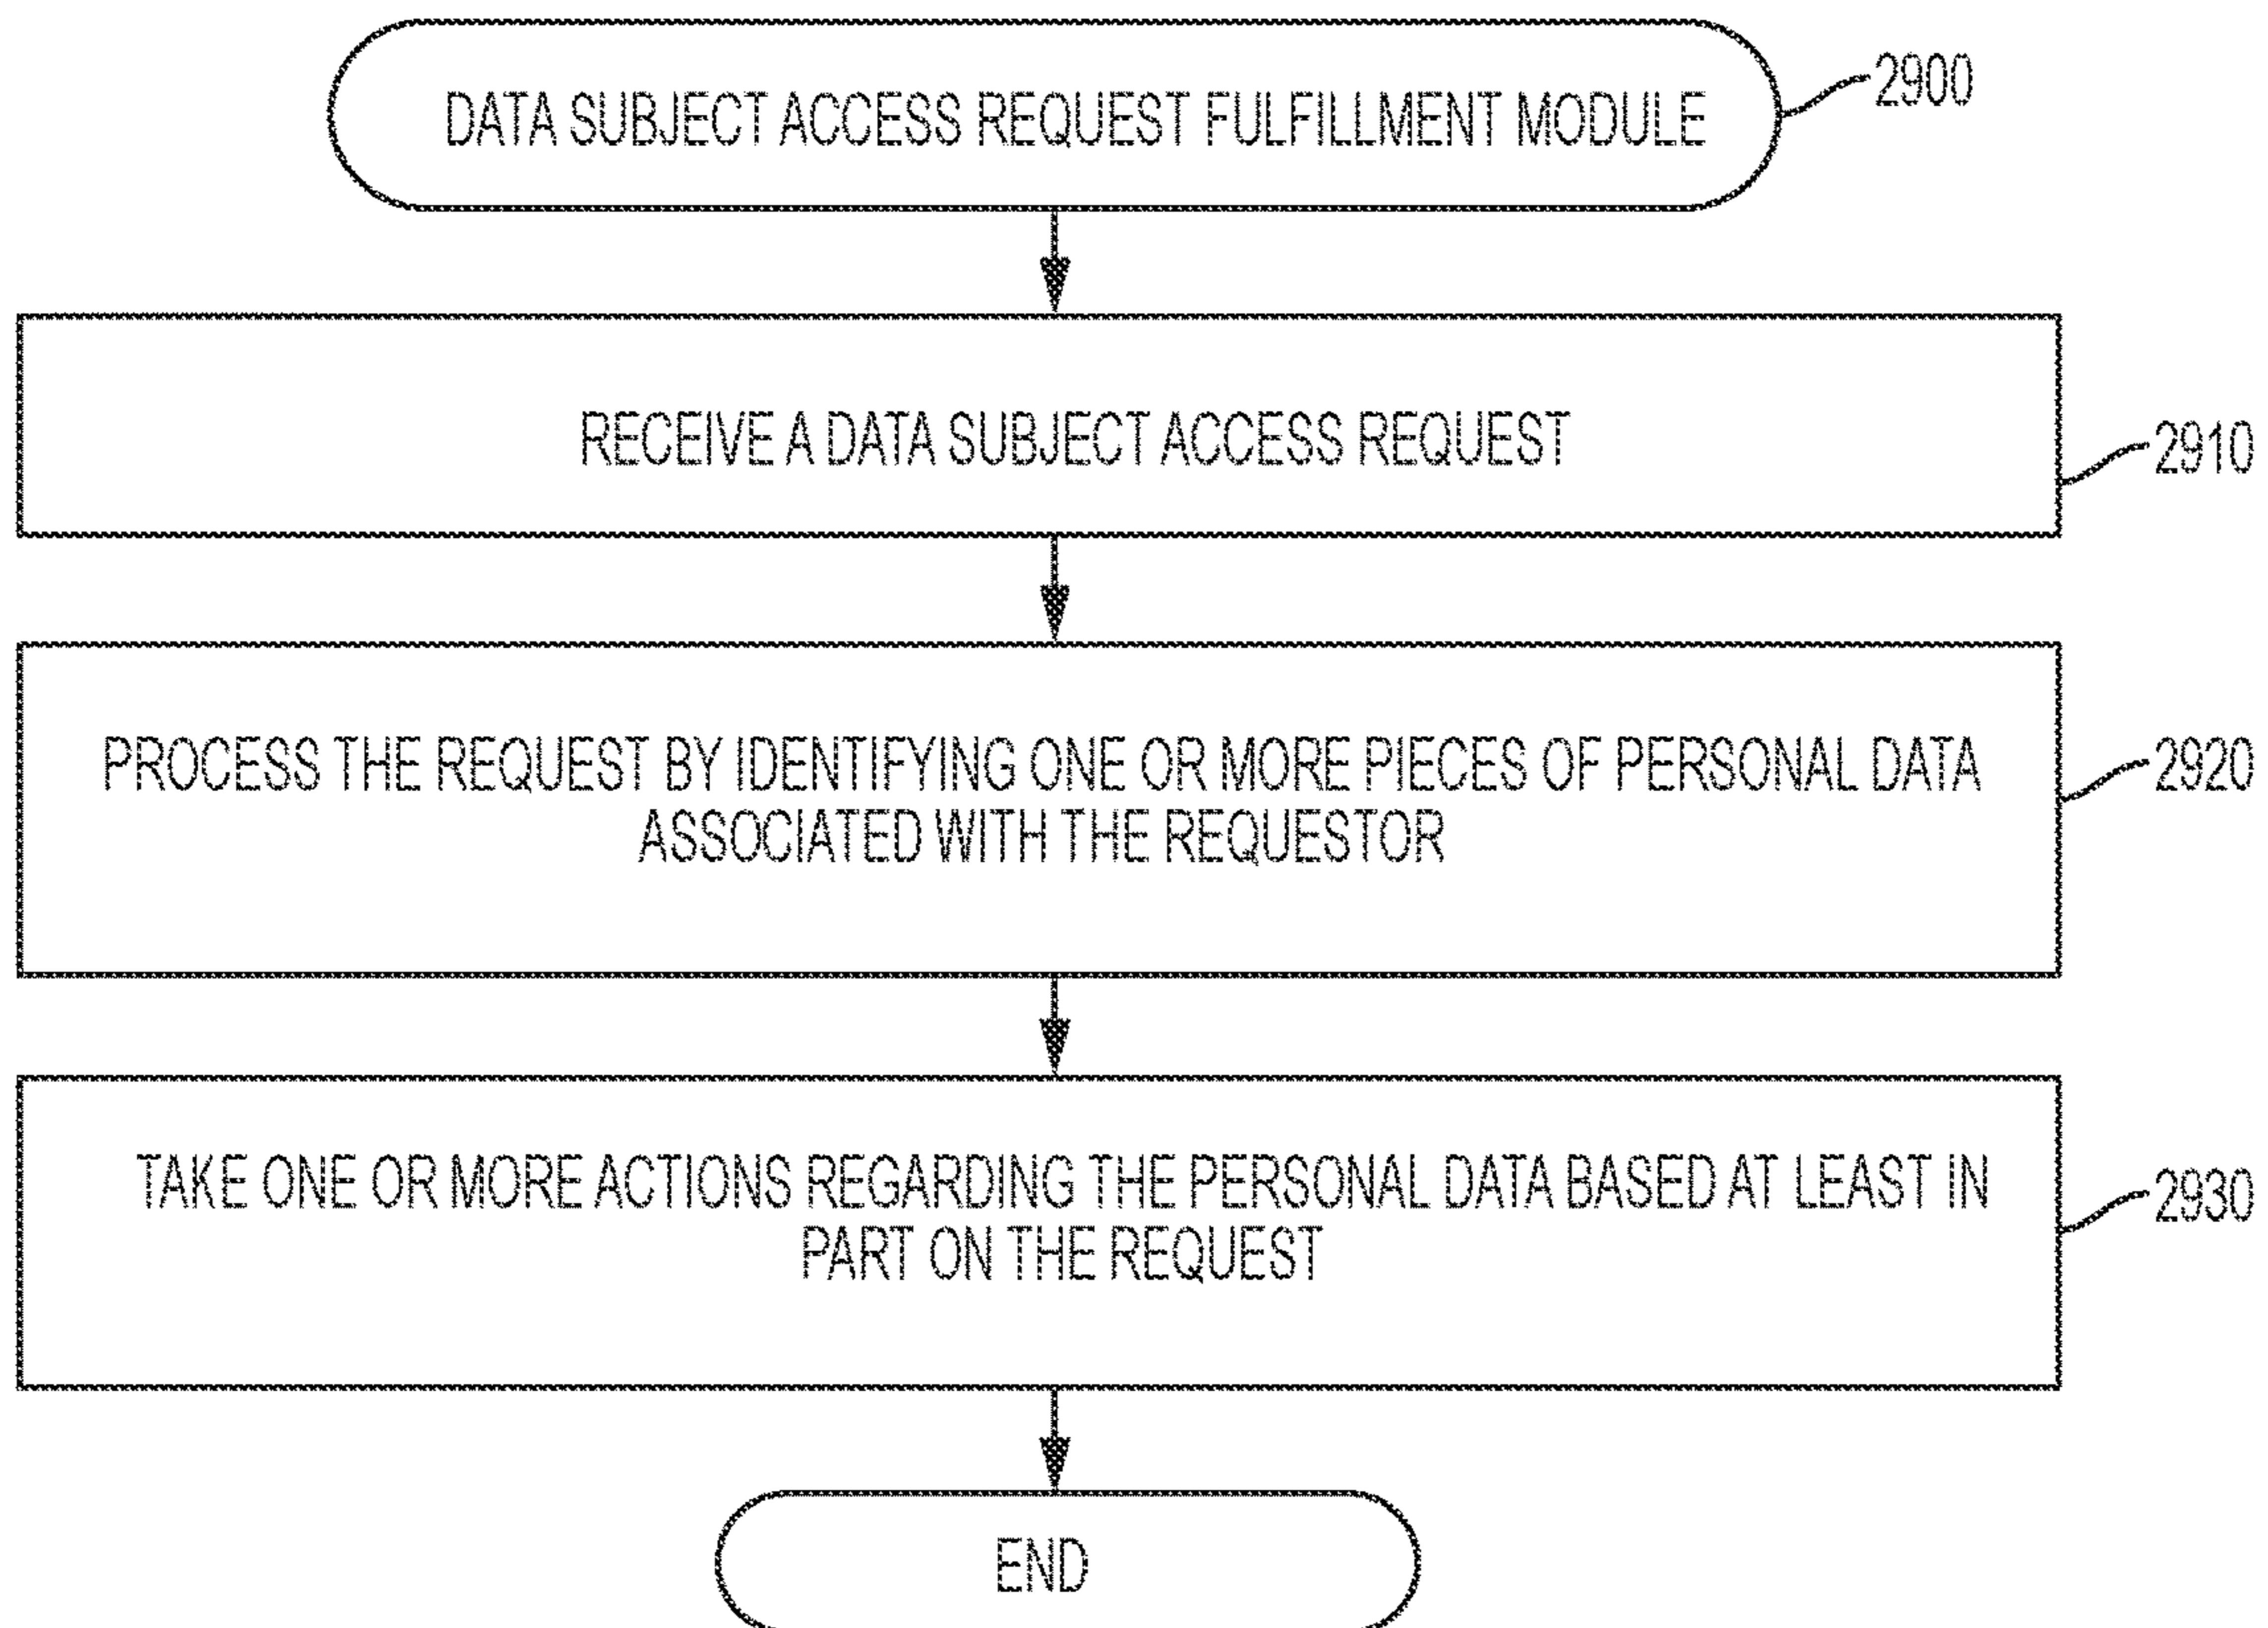 DATA SUBJECT ACCESS REQUEST FULFILLMENT MODULE
2900
RECEIVE A DATA SUBJECT ACCESS REQUEST
2910
PROCESS THE REQUEST BY IDENTIFYING ONE OR MORE PIECES OF PERSONAL DATA
ASSOCIATED WITH THE REQUESTOR
2920
TAKE ONE OR MORE ACTIONS REGARDING THE PERSONAL DATA BASED AT LEAST IN
PART ON THE REQUEST
2930
END